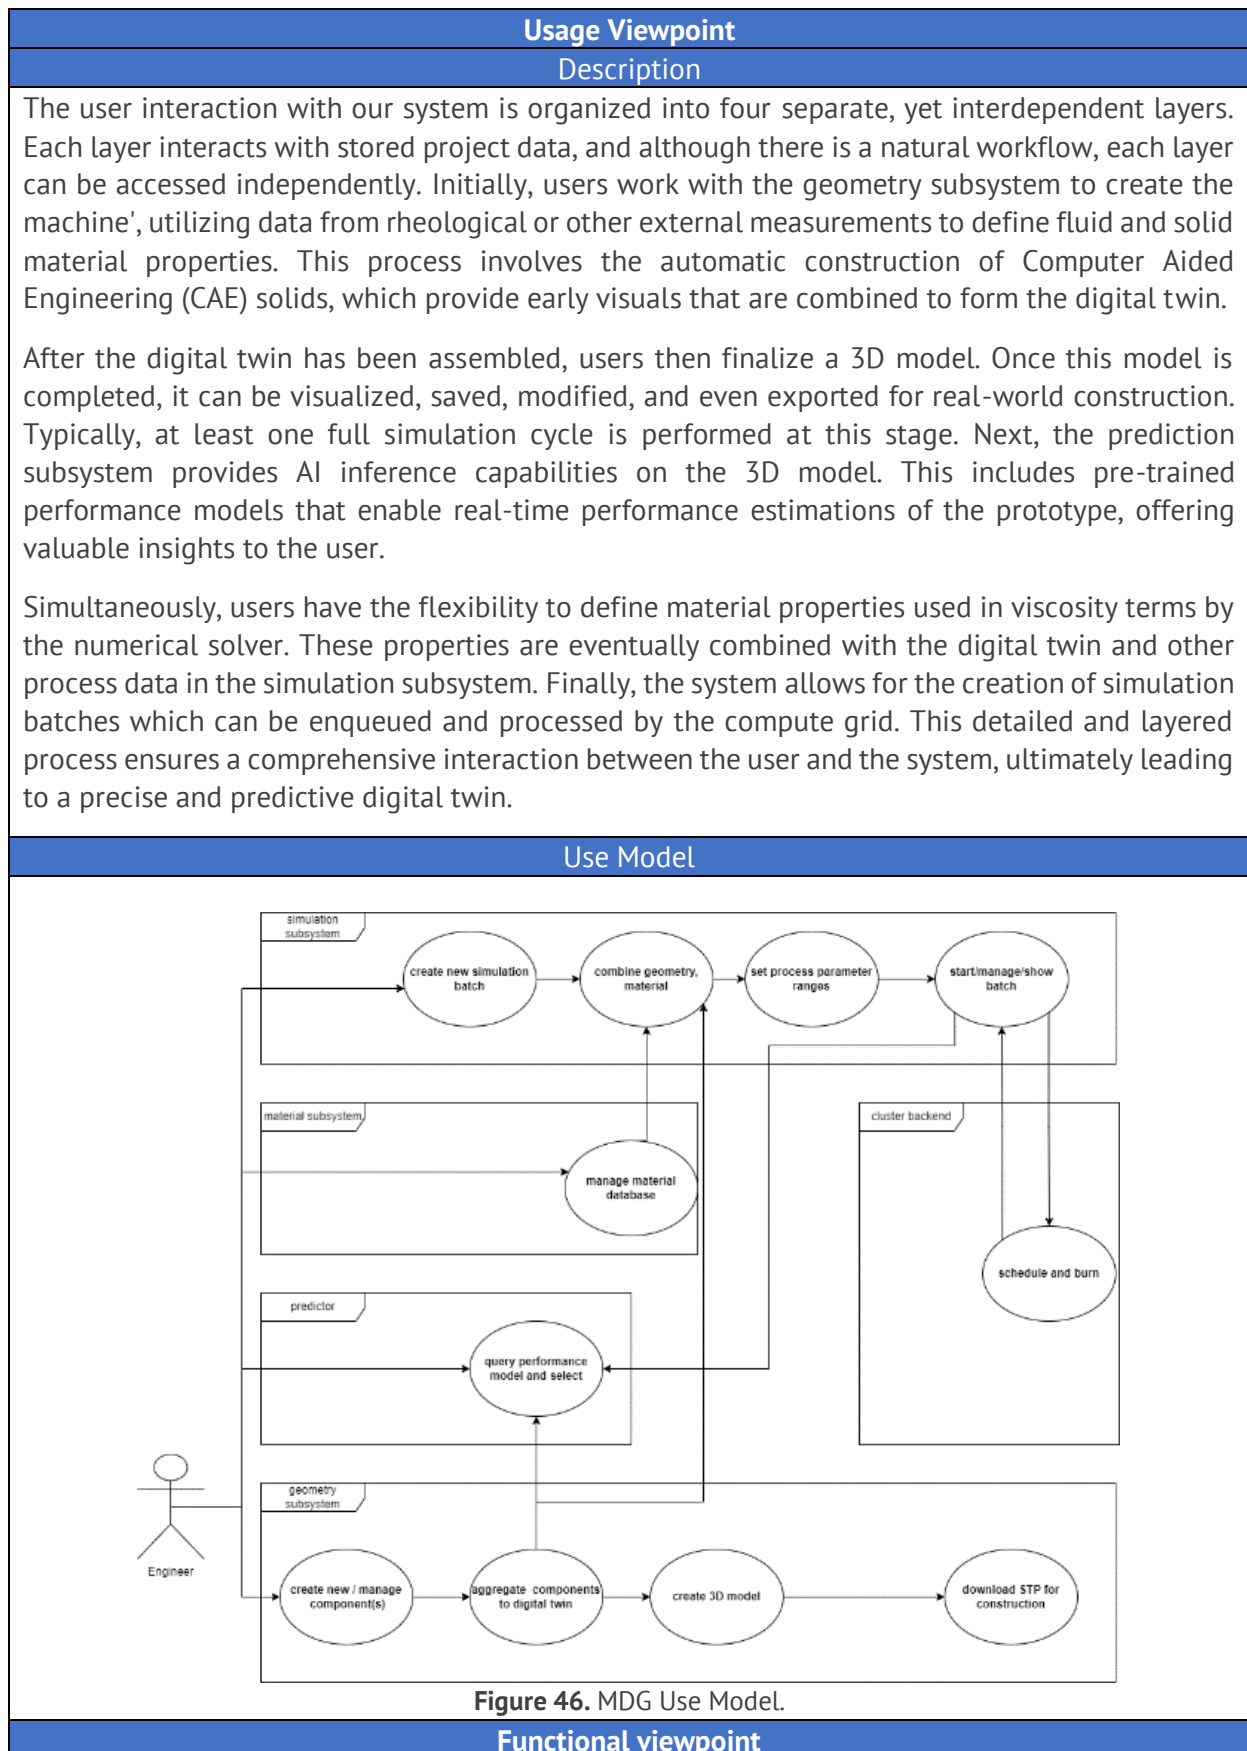 Usage Viewpoint
Description
The user interaction with our system is organized into four separate, yet interdependent layers.
Each layer interacts with stored project data, and although there is a natural workflow, each layer
can be accessed independently. Initially, users work with the geometry subsystem to create the
machine', utilizing data from rheological or other external measurements to define fluid and solid
material properties. This process involves the automatic construction of Computer Aided
Engineering (CAE) solids, which provide early visuals that are combined to form the digital twin.
After the digital twin has been assembled, users then finalize a 3D model. Once this model is
completed, it can be visualized, saved, modified, and even exported for real-world construction.
Typically, at least one full simulation cycle is performed at this stage. Next, the prediction
subsystem provides AI inference capabilities on the 3D model. This includes pre-trained
performance models that enable real-time performance estimations of the prototype, offering
valuable insights to the user.
Simultaneously, users have the flexibility to define material properties used in viscosity terms by
the numerical solver. These properties are eventually combined with the digital twin and other
process data in the simulation subsystem. Finally, the system allows for the creation of simulation
batches which can be enqueued and processed by the compute grid. This detailed and layered
process ensures a comprehensive interaction between the user and the system, ultimately leading
to a precise and predictive digital twin.
Use Model
simulation
subsystem
create new simulation
batch
combine geometry,
material
set process parameter
ranges
start/manage/show
batch
material subsystem
manage material
database
cluster backend
schedule and burn
predictor
query performance
model and select
Engineer
geometry
subsystem
create new / manage
component(s)
aggregate components
to digital twin
create 3D model
download STP for
construction
Figure 46. MDG Use Model.
Functional viewpoint